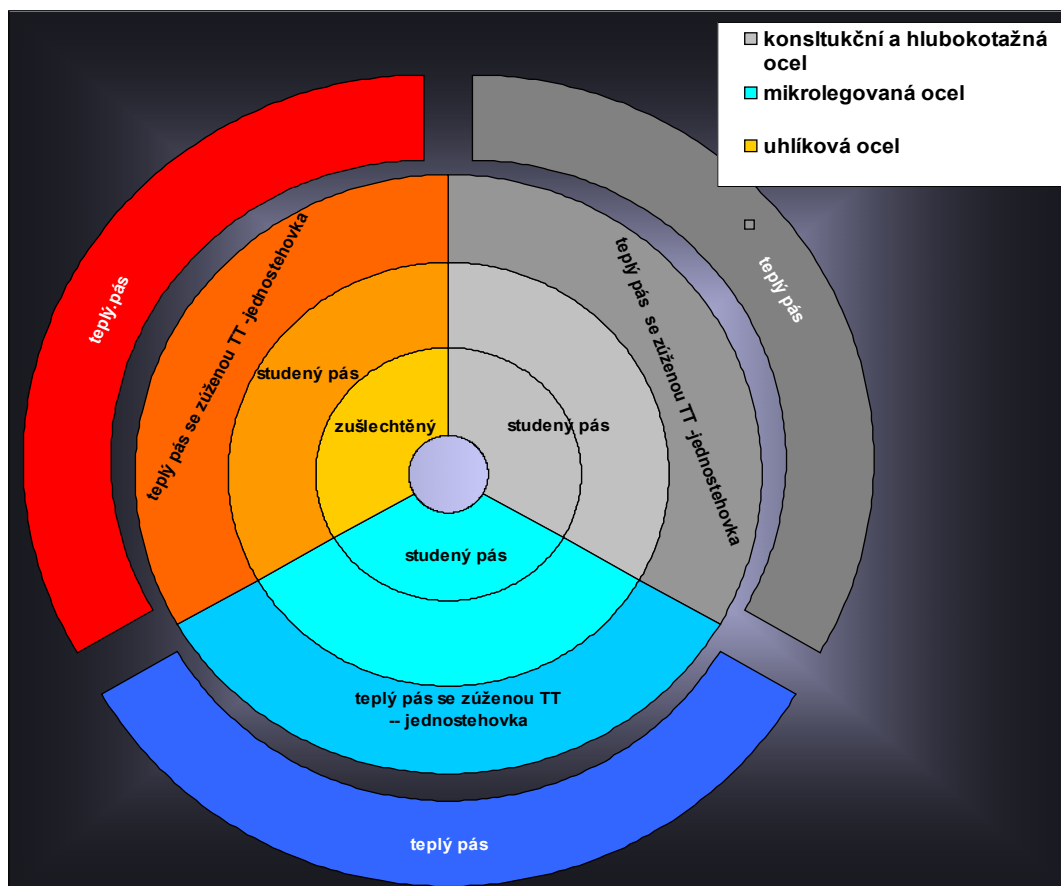 konsltukční a hlubokotažná
ocel
mikrolegovaná ocel
uhlíková ocel
teplý.pás
teplý pás se zúženou TT -jednostehovka
studený pás
zušlechtěný
studený pás
teplý pás se zúženou TT -jednostehovka
teplý pás
studený pás
teplý pás se zúženou TT
-- jednostehovka
teplý pás